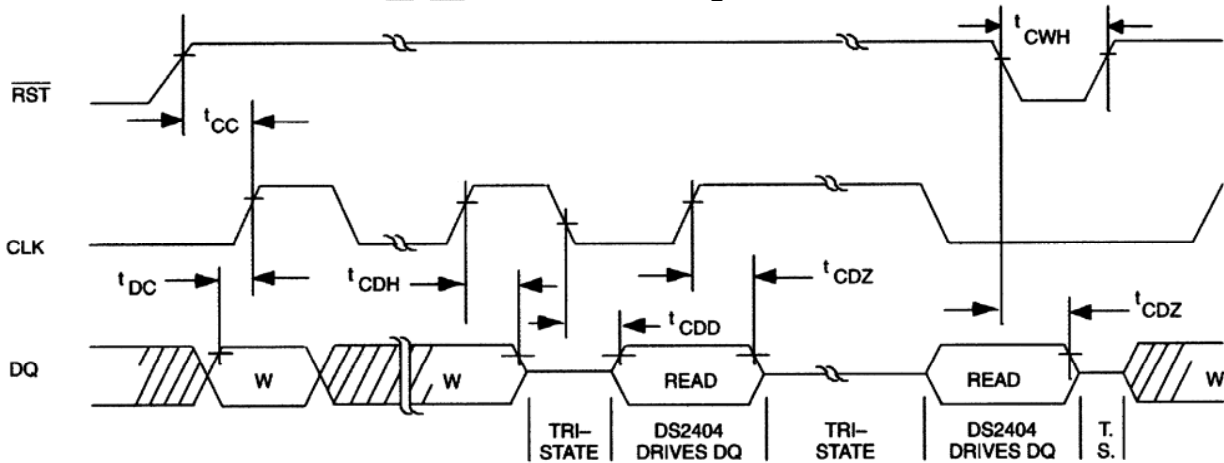 t CWH
RST
t CC
CLK
t DC
t CDH
t CDZ
t CDD
t CDZ
DQ
W
W
READ
READ
W
TRI–
STATE
DS2404
DRIVES DQ
TRI–
STATE
DS2404
DRIVES DQ
T.
S.